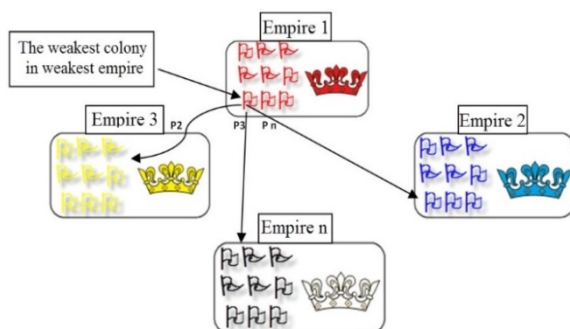 Empire 1
The weakest colony
in weakest empire
Empire 3
P2
P3
P n
Empire 2
Empire n